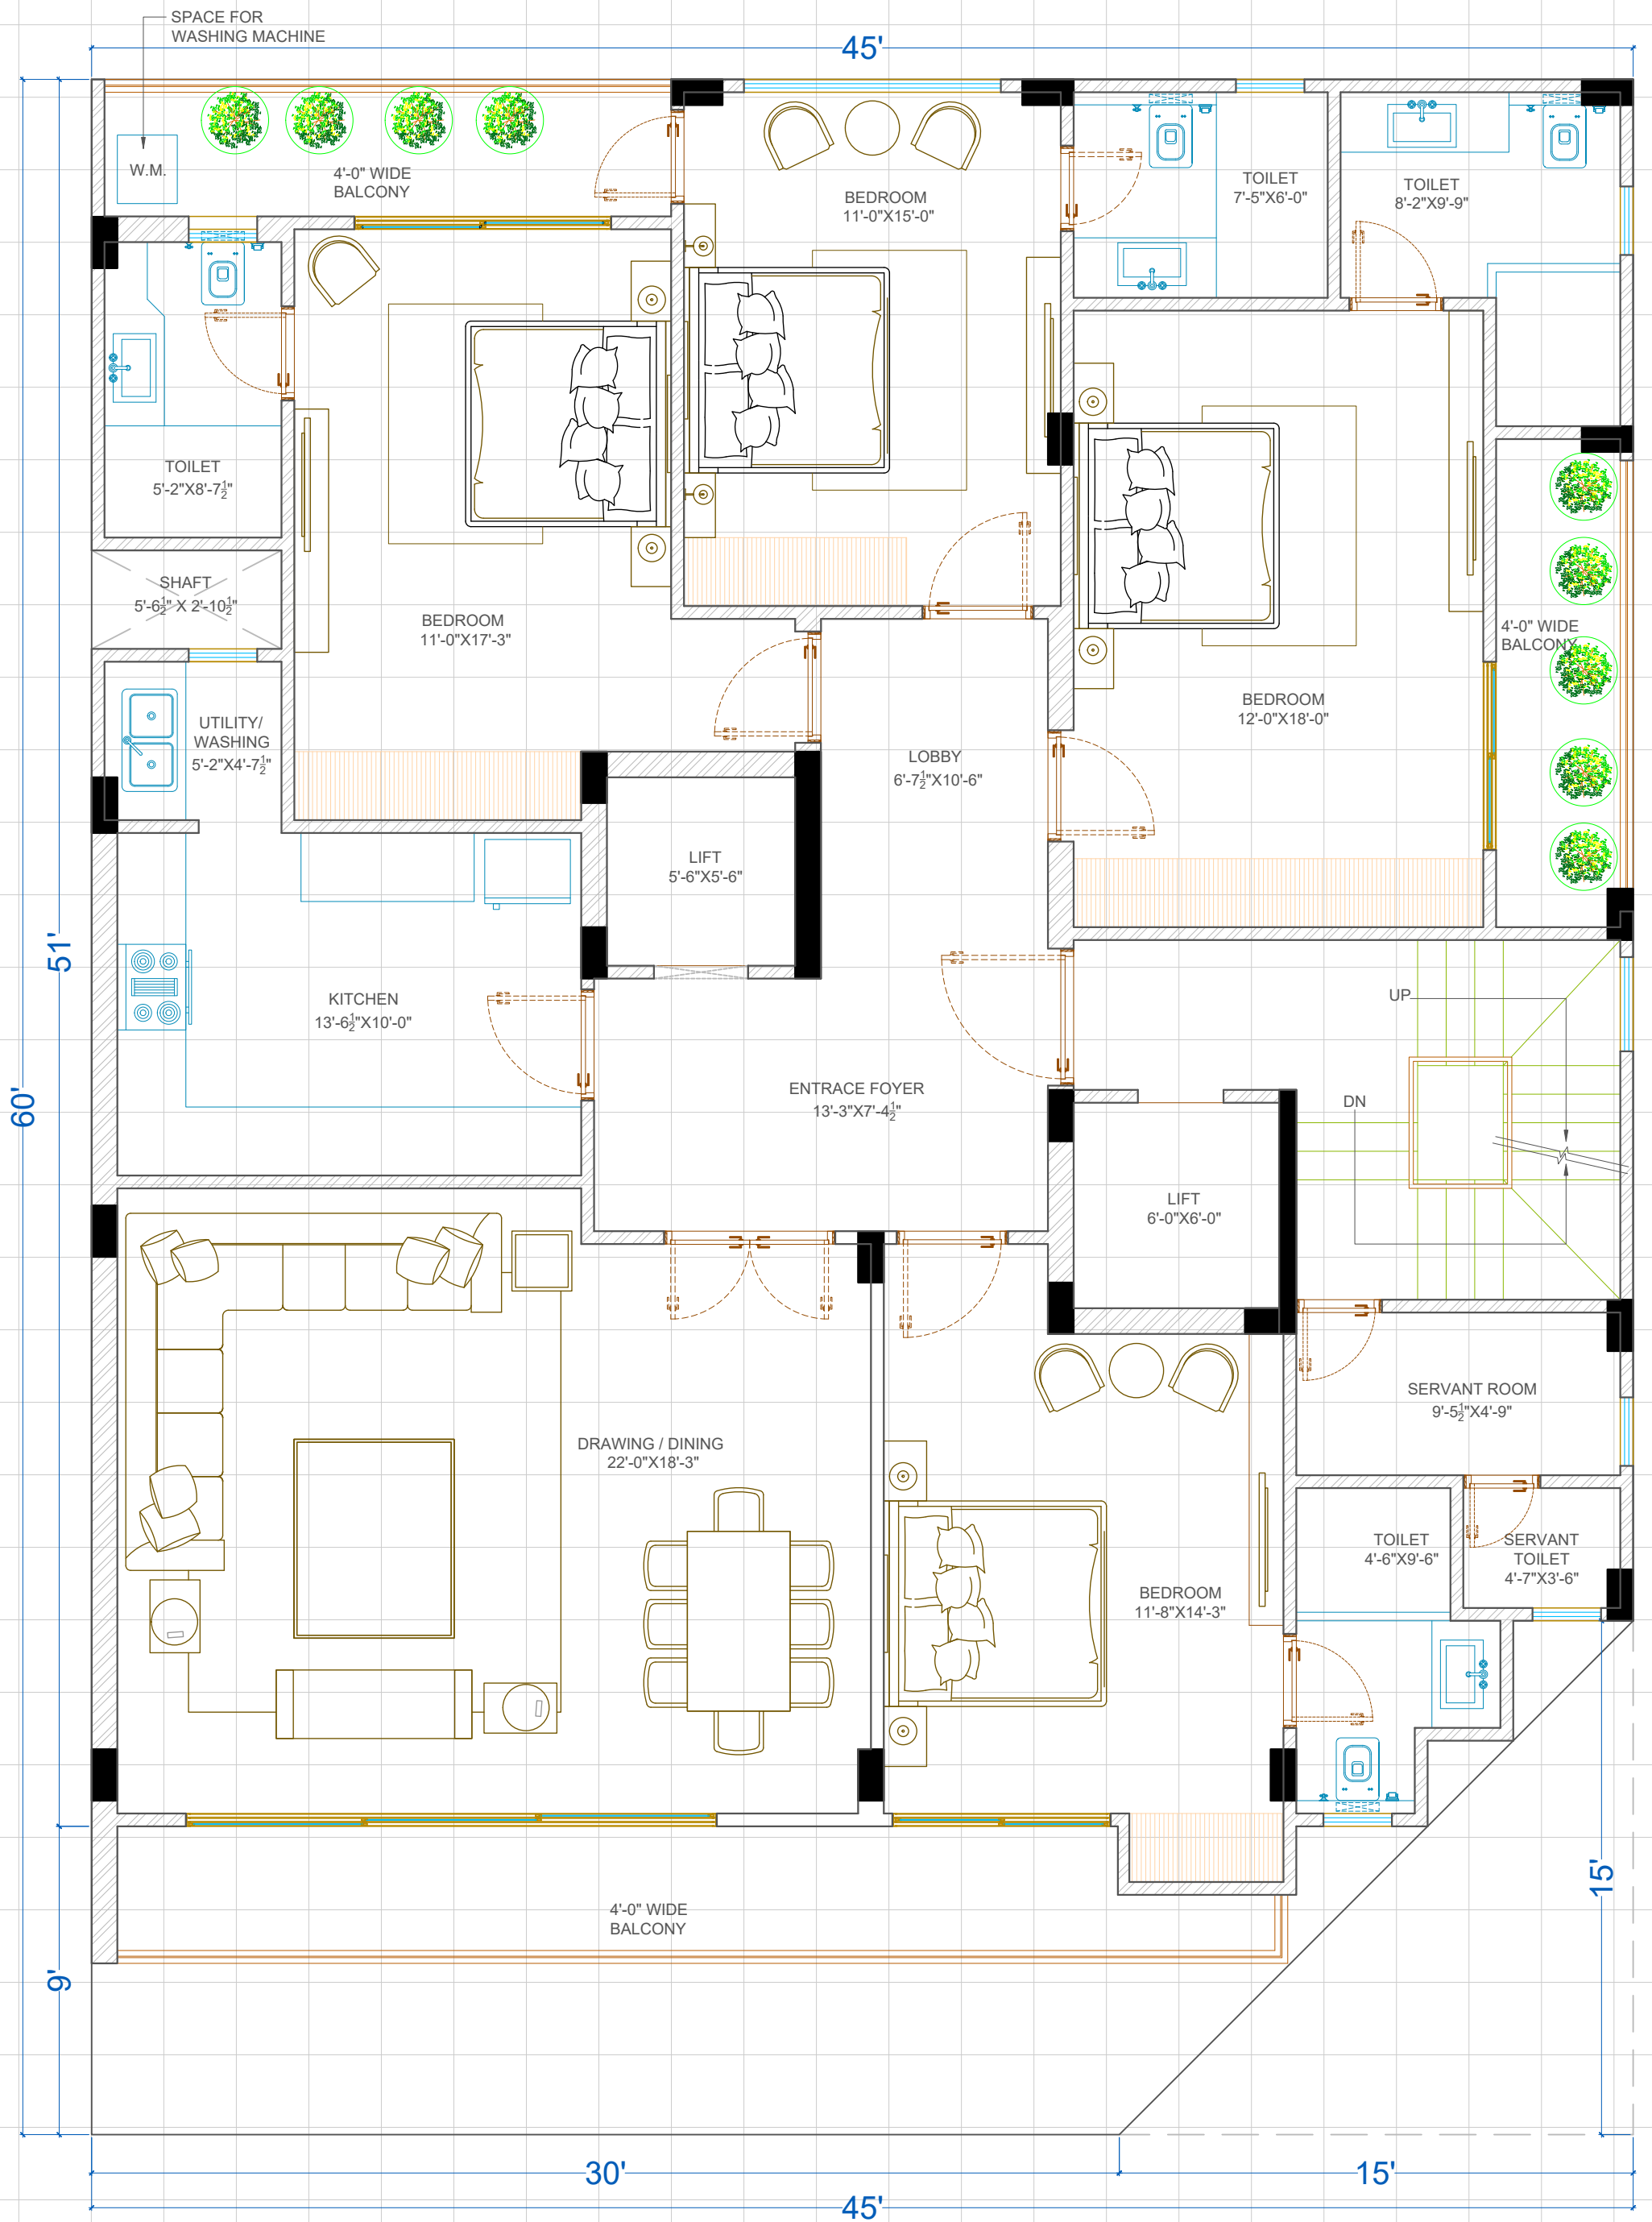 SPACE FOR
WASHING MACHINE
45'
W.M.
4'-0" WIDE
BALCONY
BEDROOM
11'-0"X15'-0"
TOILET
7'-5"X6'-0"
TOILET
8'-2"X9'-9"
TOILET
5'-2"X8'-7½"
SHAFT
5'-6½" X 2'-10½"
BEDROOM
11'-0"X17'-3"
4'-0" WIDE
BALCONY
UTILITY/
WASHING
5'-2"X4'-7½"
BEDROOM
12'-0"X18'-0"
LOBBY
6'-7½"X10'-6"
LIFT
5'-6"X5'-6"
51'
KITCHEN
13'-6½"X10'-0"
UP
60'
ENTRACE FOYER
13'-3"X7'-4½"
DN
LIFT
6'-0"X6'-0"
SERVANT ROOM
9'-5½"X4'-9"
DRAWING / DINING
22'-0"X18'-3"
TOILET
4'-6"X9'-6"
SERVANT
TOILET
4'-7"X3'-6"
BEDROOM
11'-8"X14'-3"
15'
4'-0" WIDE
BALCONY
9'
30'
15'
45'